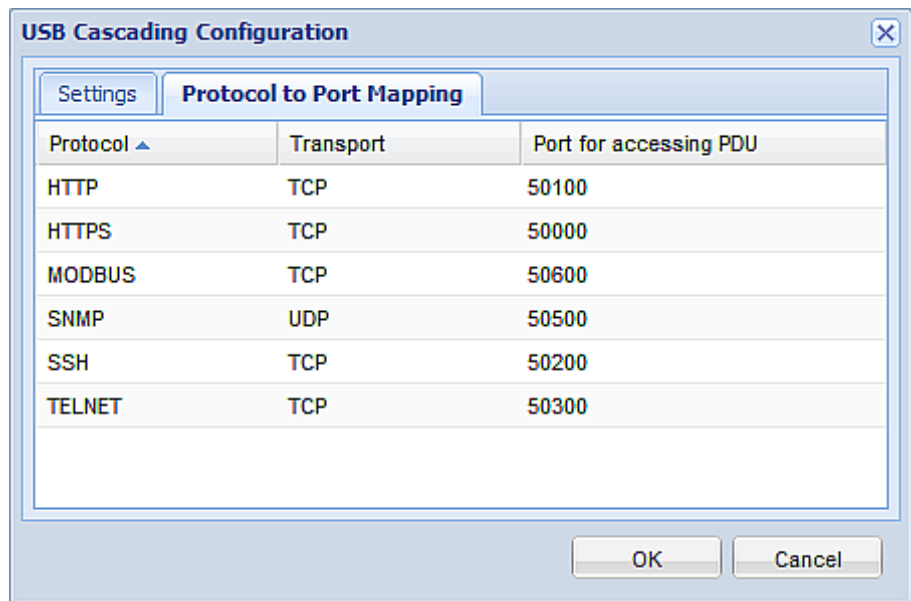 USB Cascading Configuration
Settings Protocol to Port Mapping
Protocol Transport Port for accessing PDU
HTTP TCP 50100
HTTPS TCP 50000
MODBUS TCP 50600
SNMP UDP 50500
SSH TCP 50200
TELNET TCP 50300
OK Cancel